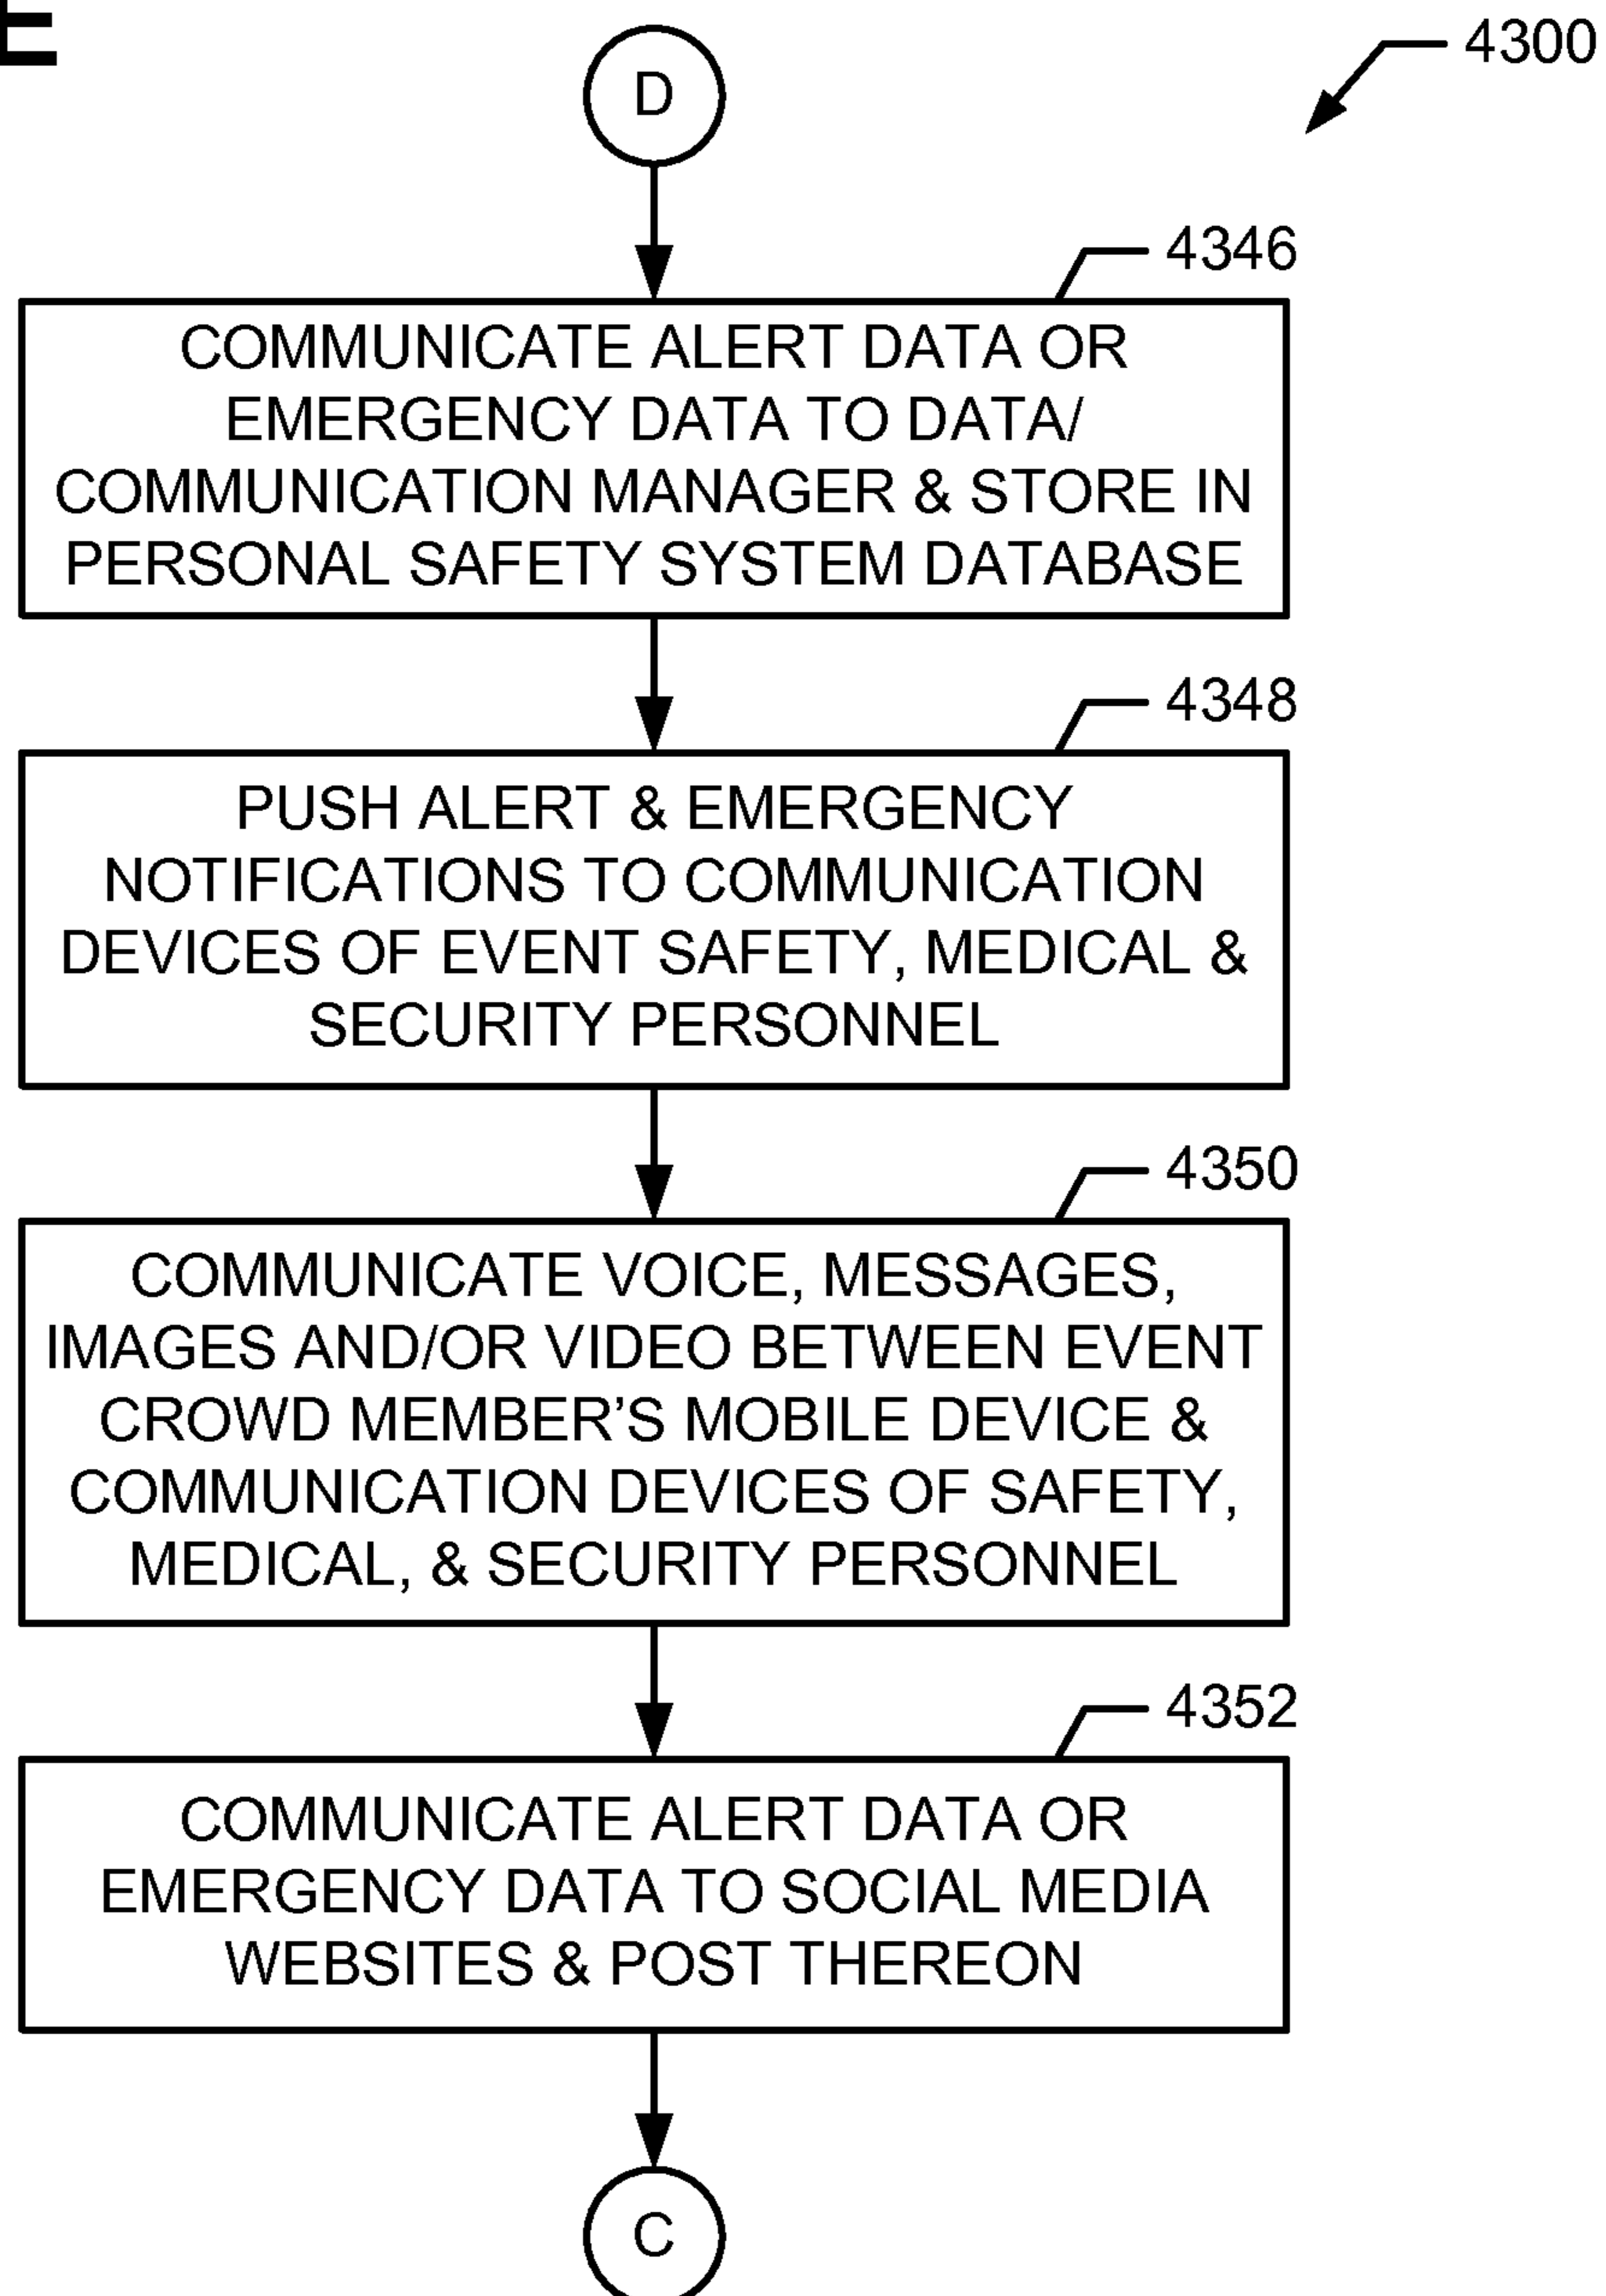 E
4300
D
4346
COMMUNICATE ALERT DATA OR
EMERGENCY DATA TO DATA/
COMMUNICATION MANAGER & STORE IN
PERSONAL SAFETY SYSTEM DATABASE
4348
PUSH ALERT & EMERGENCY
NOTIFICATIONS TO COMMUNICATION
DEVICES OF EVENT SAFETY, MEDICAL &
SECURITY PERSONNEL
4350
COMMUNICATE VOICE, MESSAGES,
IMAGES AND/OR VIDEO BETWEEN EVENT
CROWD MEMBER’S MOBILE DEVICE &
COMMUNICATION DEVICES OF SAFETY,
MEDICAL, & SECURITY PERSONNEL
4352
COMMUNICATE ALERT DATA OR
EMERGENCY DATA TO SOCIAL MEDIA
WEBSITES & POST THEREON
C